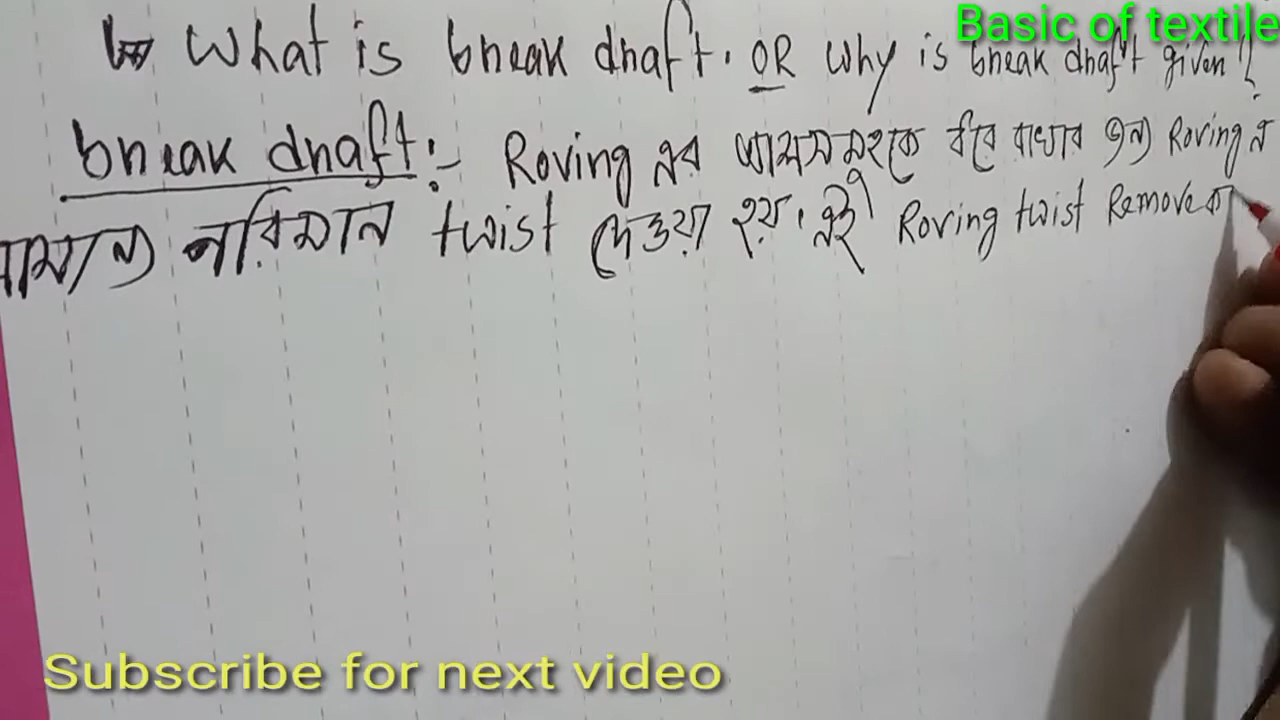 Basic of textile
What is break draft. OR Why is break draft given?
break draft:- Roving এর আঁশসমূহকে ধরে রাখার জন্য Roving এ
সামান্য পরিমান twist দেওয়া হয়। এই Roving twist Remove ক
Subscribe for next video